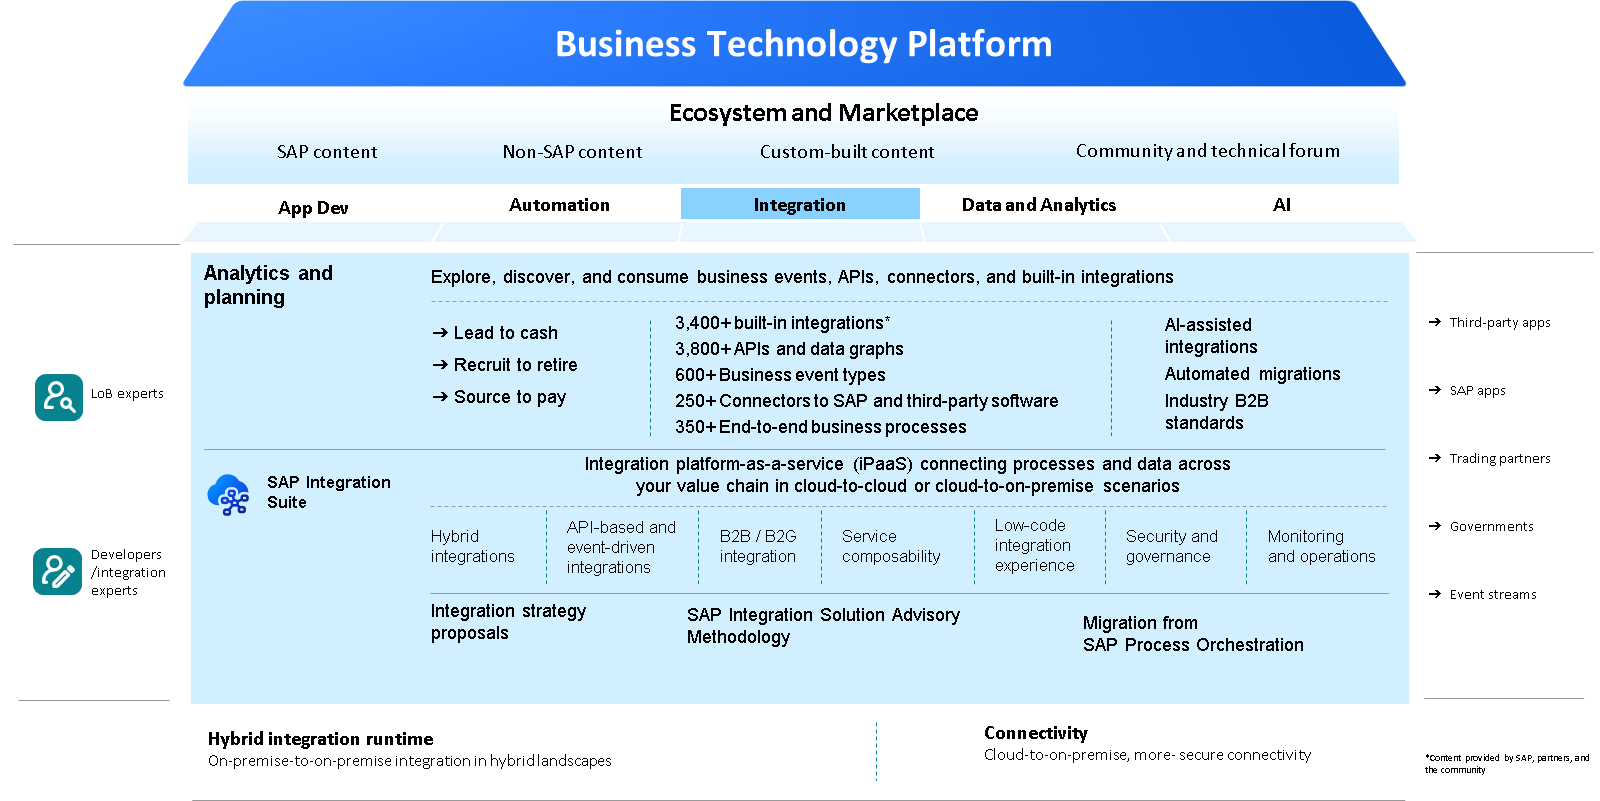 Business Technology Platform
Ecosystem and Marketplace
SAP content
Non-SAP content
Custom-built content
Community and technical forum
App Dev
Automation
Integration
Data and Analytics
AI
LoB experts
Developers
/integration
experts
Analytics and
planning
Explore, discover, and consume business events, APIs, connectors, and built-in integrations
➔ Lead to cash
➔ Recruit to retire
➔ Source to pay
3,400+ built-in integrations*
3,800+ APIs and data graphs
600+ Business event types
250+ Connectors to SAP and third-party software
350+ End-to-end business processes
AI-assisted
integrations
Automated migrations
Industry B2B
standards
SAP Integration
Suite
Integration platform-as-a-service (iPaaS) connecting processes and data across
your value chain in cloud-to-cloud or cloud-to-on-premise scenarios
Hybrid
integrations
API-based and
event-driven
integrations
B2B / B2G
integration
Service
composability
Low-code
integration
experience
Security and
governance
Monitoring
and operations
Integration strategy
proposals
SAP Integration Solution Advisory
Methodology
Migration from
SAP Process Orchestration
➔ Third-party apps
➔ SAP apps
➔ Trading partners
➔ Governments
➔ Event streams
Hybrid integration runtime
On-premise-to-on-premise integration in hybrid landscapes
Connectivity
Cloud-to-on-premise, more- secure connectivity
*Content provided by SAP, partners, and
the community